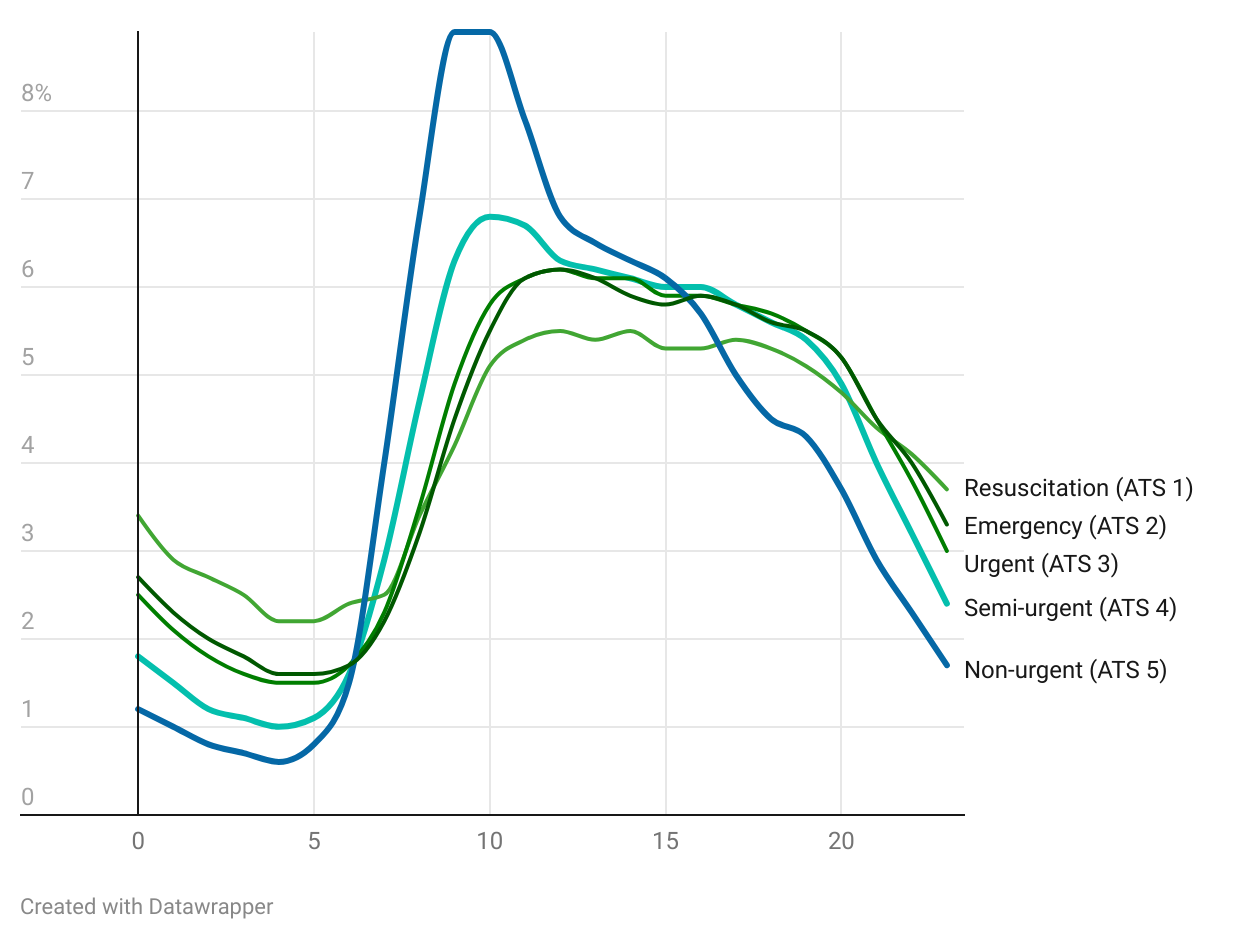 8%
7
6
5
4
3
2
1
0
Resuscitation (ATS 1)
Emergency (ATS 2)
Urgent (ATS 3)
Semi-urgent (ATS 4)
Non-urgent (ATS 5)
0 5 10 15 20
Created with Datawrapper